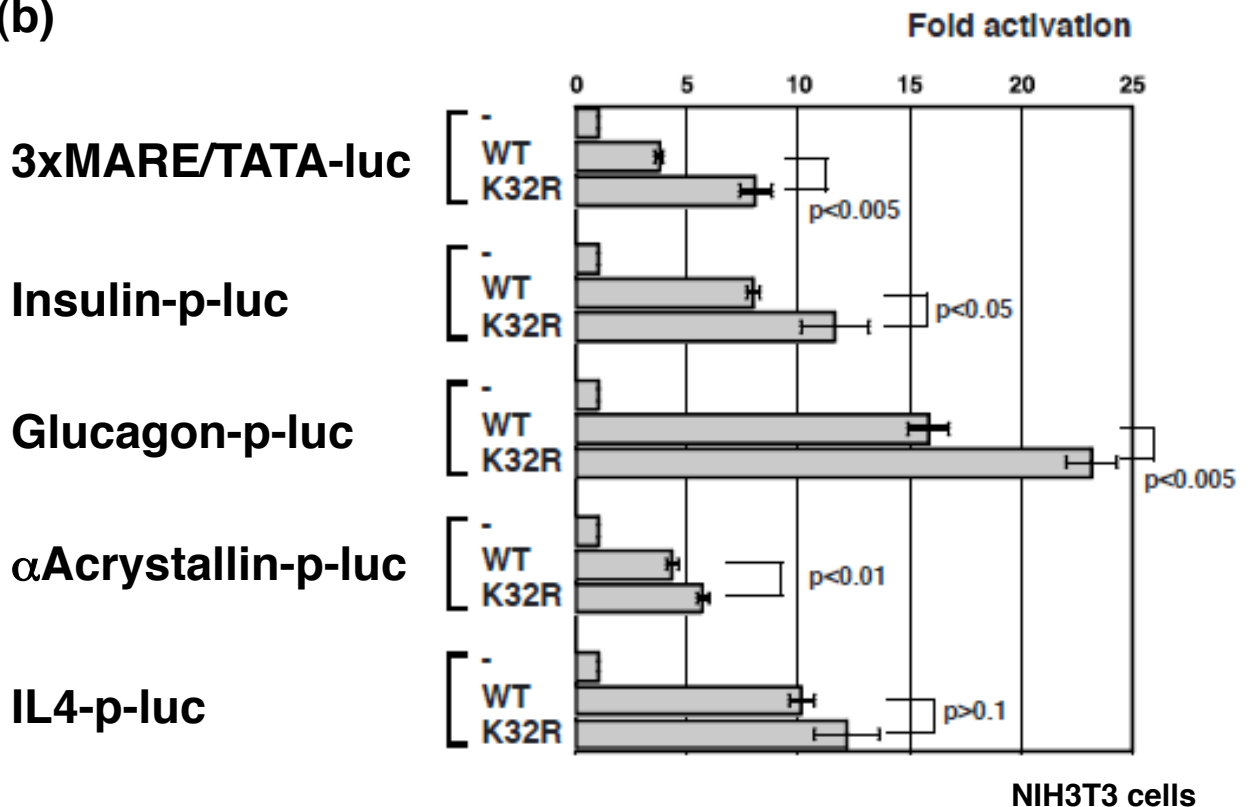 (b)
Fold activation
0 5 10 15 20 25
3xMARE/TATA-luc
-
WT
K32R
p<0.005
Insulin-p-luc
-
WT
K32R
p<0.05
Glucagon-p-luc
-
WT
K32R
p<0.005
αAcrystallin-p-luc
-
WT
K32R
p<0.01
IL4-p-luc
-
WT
K32R
p>0.1
NIH3T3 cells